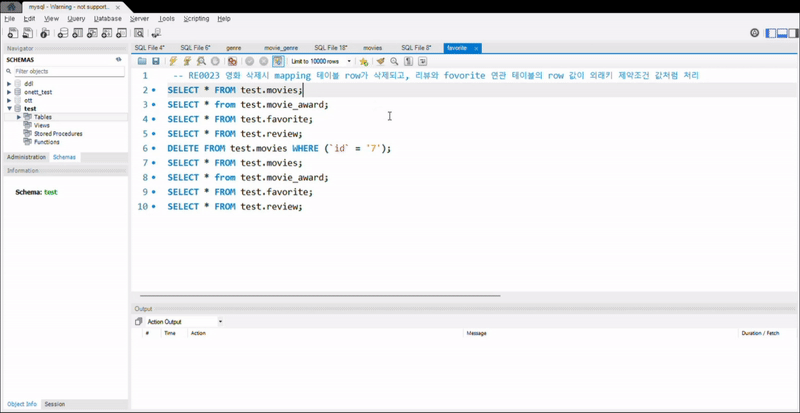 mysql - Warning - not support...
File Edit View Query Database Server Tools Scripting Help
Navigator
SCHEMAS
Filter objects
ddl
onett_test
ott
test
Tables
Views
Stored Procedures
Functions
Administration Schemas
Information
Schema: test
Object Info Session
SQL File 4* SQL File 6* genre movie_genre SQL File 18* movies SQL File 8* favorite
Limit to 10000 rows
1 -- RE0023 영화 삭제시 mapping 테이블 row가 삭제되고, 리뷰와 fovorite 연관 테이블의 row 값이 외래키 제약조건 값처럼 처리
2 SELECT * FROM test.movies;
3 SELECT * from test.movie_award;
4 SELECT * FROM test.favorite;
5 SELECT * FROM test.review;
6 DELETE FROM test.movies WHERE (`id` = '7');
7 SELECT * FROM test.movies;
8 SELECT * from test.movie_award;
9 SELECT * FROM test.favorite;
10 SELECT * FROM test.review;
Output
Action Output
# Time Action Message Duration / Fetch